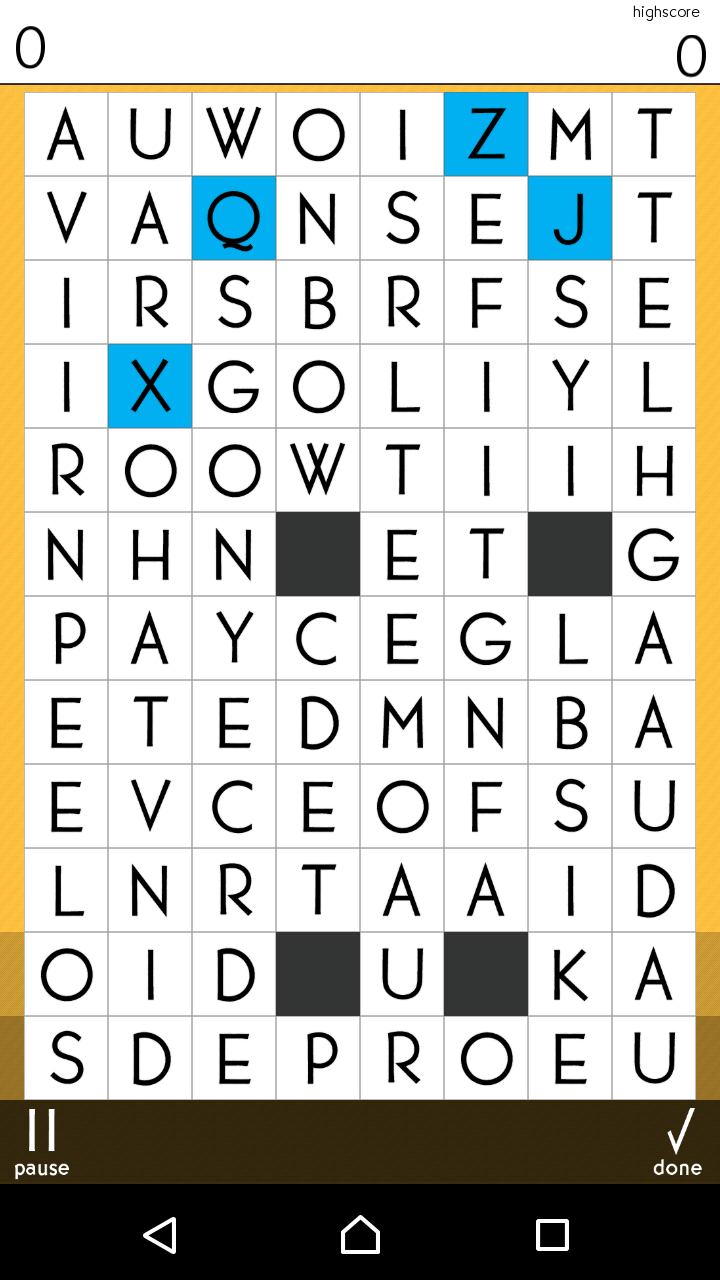 highscore
0 0
A U W O I Z M T
V A Q N S E J T
I R S B R F S E
I X G O L I Y L
R O O W T I I H
N H N E T G
P A Y C E G L A
E T E D M N B A
E V C E O F S U
L N R T A A I D
O I D U K A
S D E P R O E U
pause done